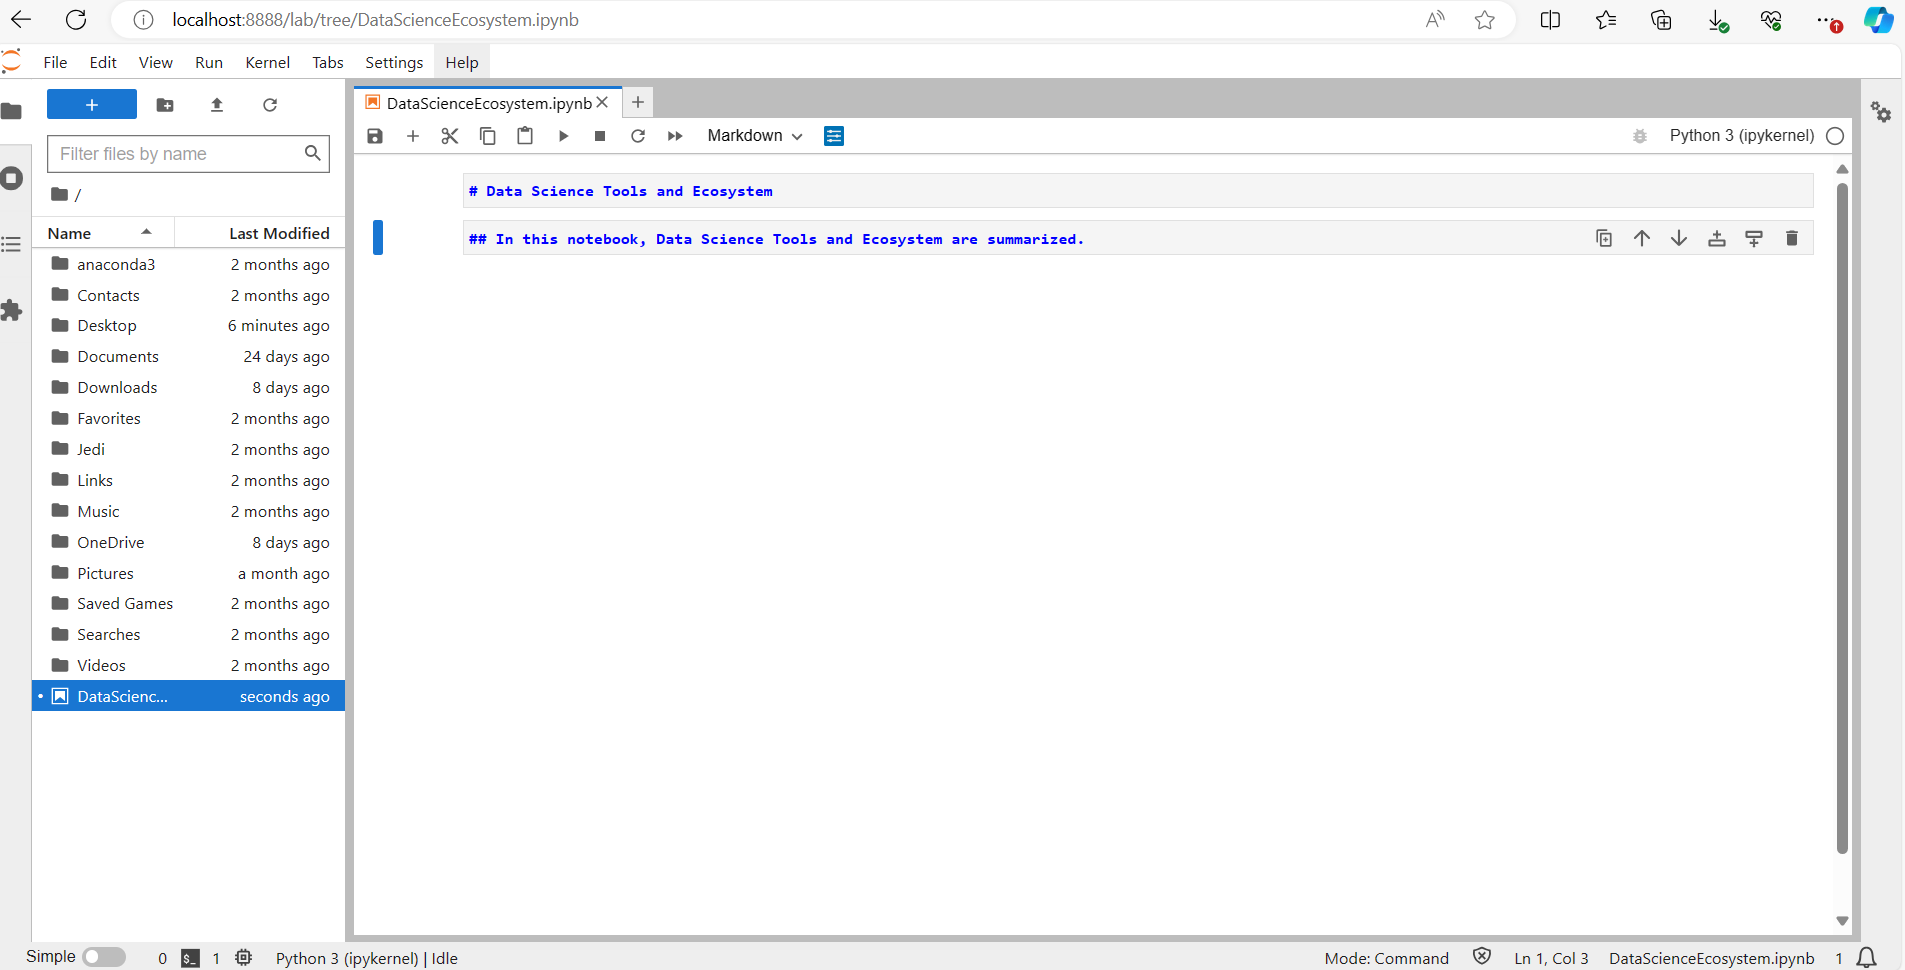 localhost:8888/lab/tree/DataScienceEcosystem.ipynb
File Edit View Run Kernel Tabs Settings Help
DataScienceEcosystem.ipynb
Markdown
Python 3 (ipykernel)
Filter files by name
/
Name Last Modified
anaconda3 2 months ago
Contacts 2 months ago
Desktop 6 minutes ago
Documents 24 days ago
Downloads 8 days ago
Favorites 2 months ago
Jedi 2 months ago
Links 2 months ago
Music 2 months ago
OneDrive 8 days ago
Pictures a month ago
Saved Games 2 months ago
Searches 2 months ago
Videos 2 months ago
DataScienc... seconds ago
# Data Science Tools and Ecosystem
## In this notebook, Data Science Tools and Ecosystem are summarized.
Simple 0 $_ 1 Python 3 (ipykernel) | Idle Mode: Command Ln 1, Col 3 DataScienceEcosystem.ipynb 1